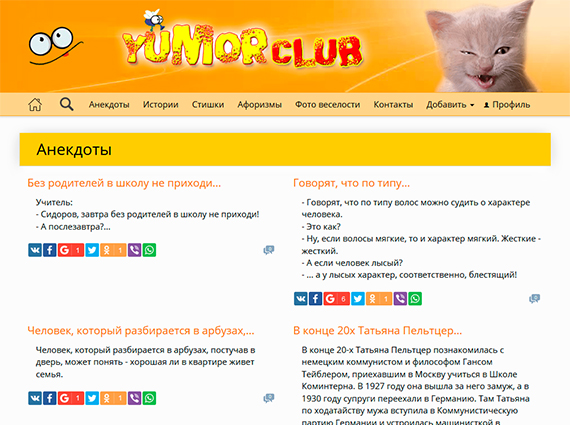 YUMOR CLUB
Анекдоты Истории Стишки Афоризмы Фото веселости Контакты Добавить Профиль
Анекдоты
Без родителей в школу не приходи...
Учитель:
- Сидоров, завтра без родителей в школу не приходи!
- А послезавтра?...
1 1
Говорят, что по типу...
- Говорят, что по типу волос можно судить о характере
человека.
- Это как?
- Ну, если волосы мягкие, то и характер мягкий. Жесткие -
жесткий.
- А если человек лысый?
- ... а у лысых характер, соответственно, блестящий!
6 1
Человек, который разбирается в арбузах,...
Человек, который разбирается в арбузах, постучав в
дверь, может понять - хорошая ли в квартире живет
семья.
1 1
В конце 20х Татьяна Пельтцер...
В конце 20-х Татьяна Пельтцер познакомилась с
немецким коммунистом и философом Гансом
Тейблером, приехавшим в Москву учиться в Школе
Коминтерна. В 1927 году она вышла за него замуж, а в
1930 году супруги переехали в Германию. Там Татьяна
по ходатайству мужа вступила в Коммунистическую
партию Германии и устроилась машинисткой в